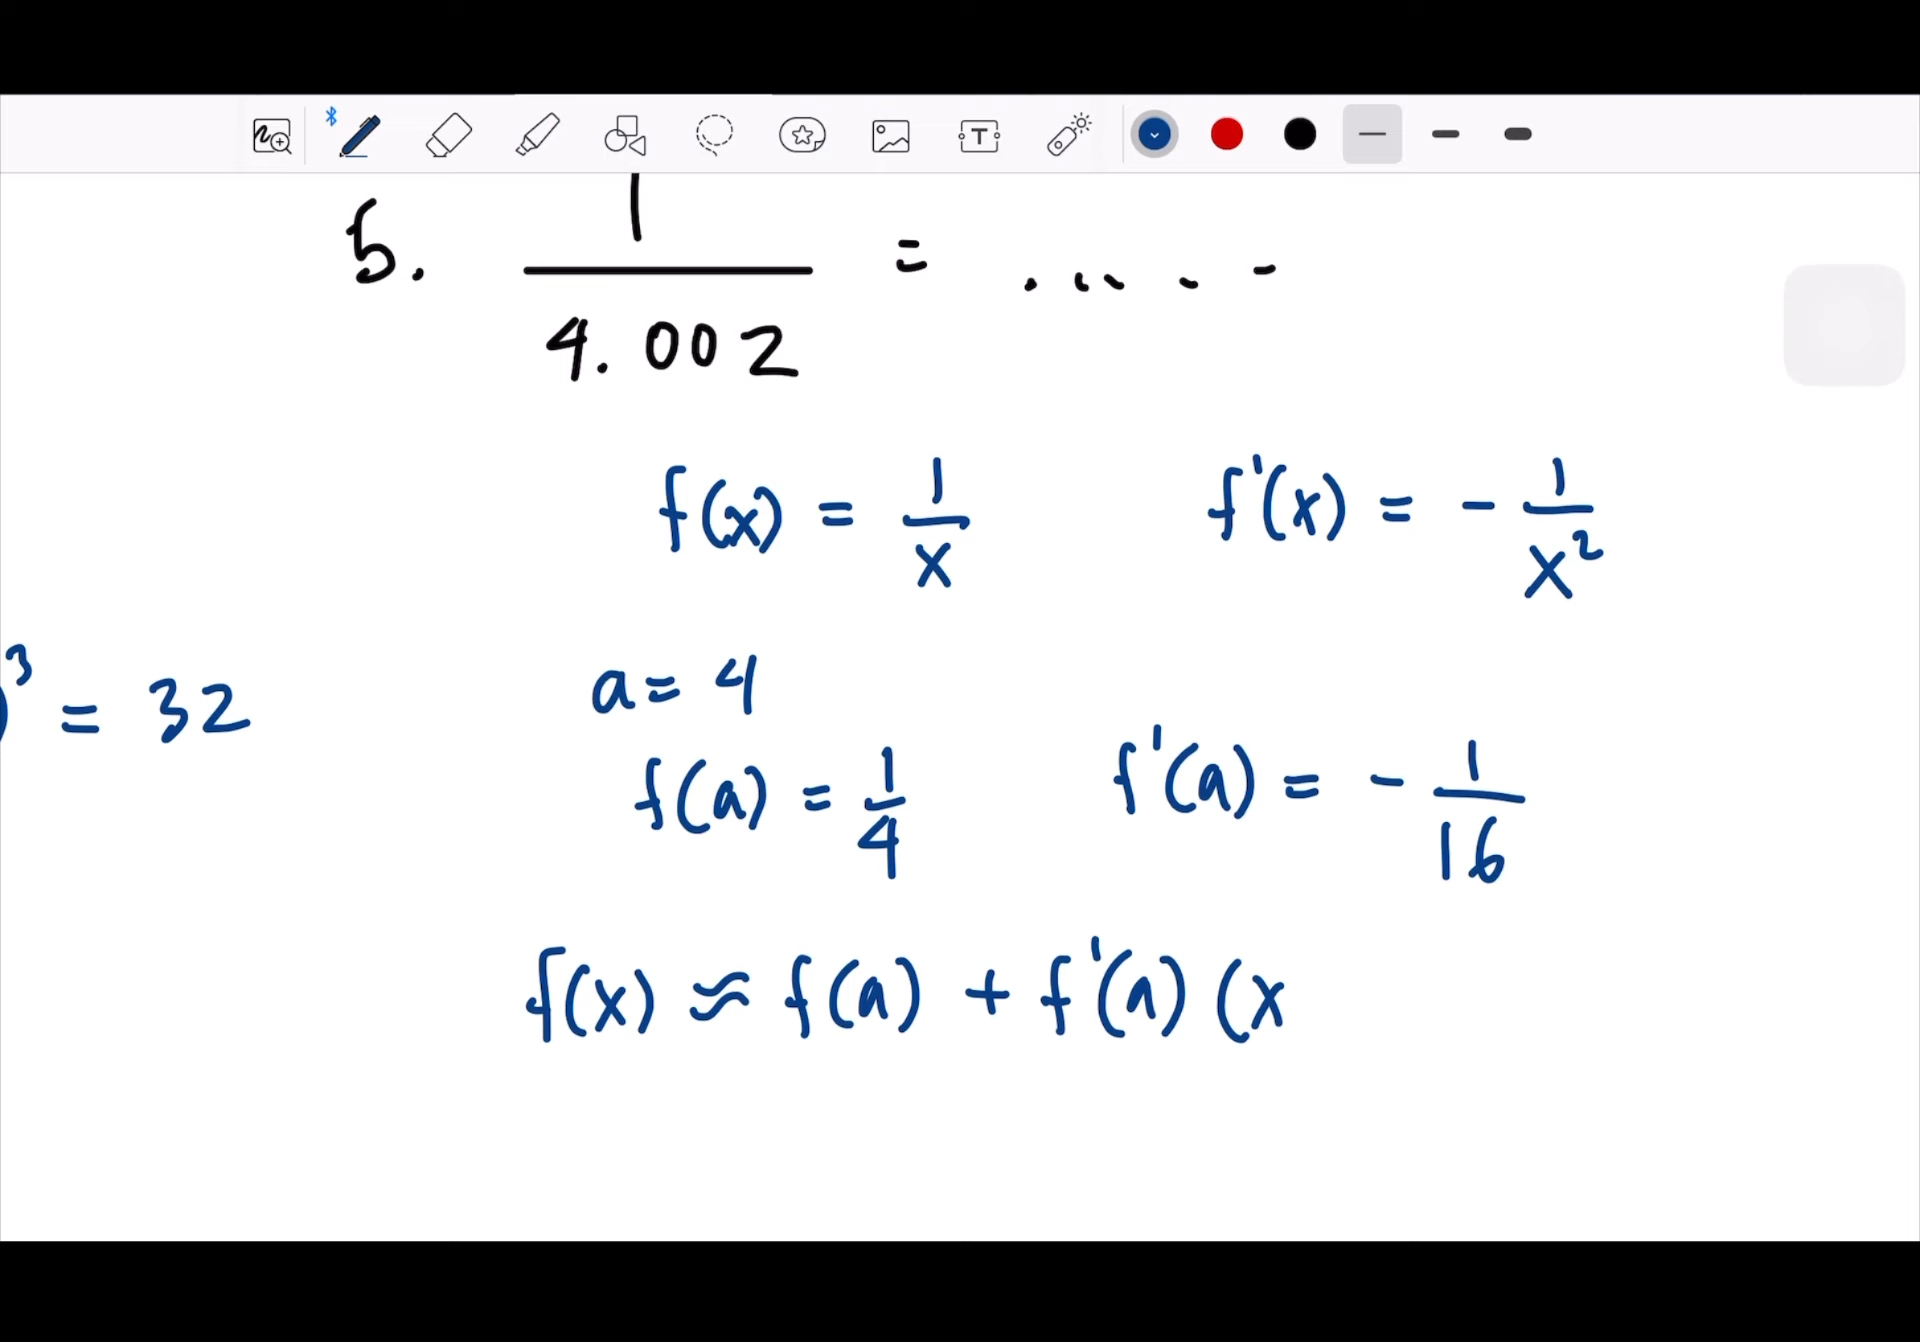 5. 1/4.002 = ..... -
f(x) = 1/x f'(x) = - 1/x²
)³ = 32
a = 4
f(a) = 1/4 f'(a) = - 1/16
f(x) ≈ f(a) + f'(a) (x